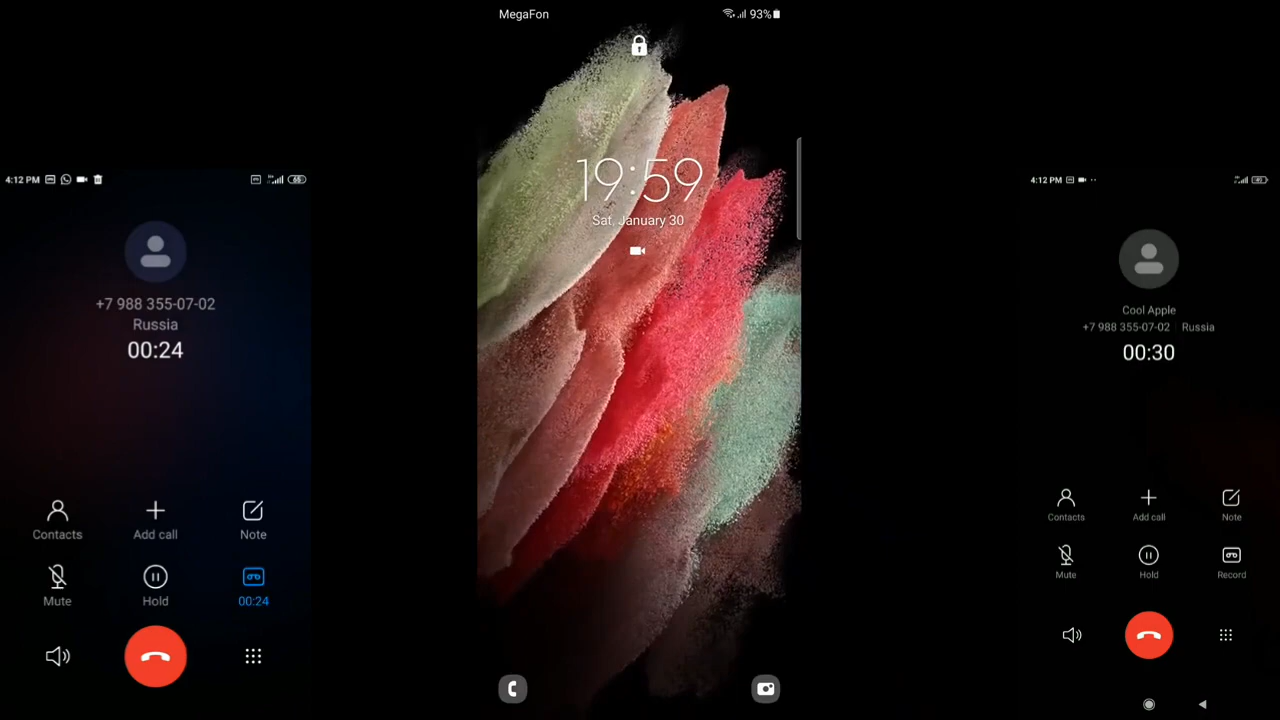 4:12 PM
65
+7 988 355-07-02
Russia
00:24
Contacts
Add call
Note
Mute
Hold
00:24
MegaFon
93%
19:59
Sat, January 30
4:12 PM
Cool Apple
+7 988 355-07-02 Russia
00:30
Contacts
Add call
Note
Mute
Hold
Record